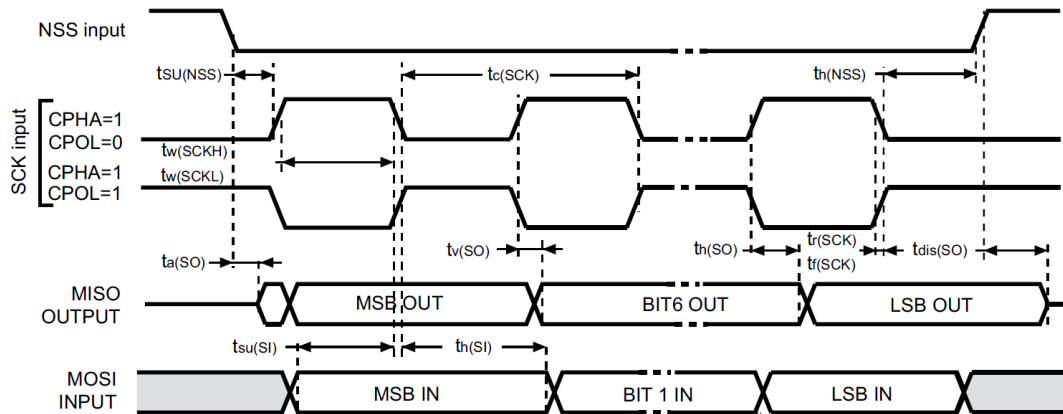 NSS input
tSU(NSS)
tc(SCK)
th(NSS)
SCK input
CPHA=1
CPOL=0
tw(SCKH)
CPHA=1
tw(SCKL)
CPOL=1
ta(SO)
tv(SO)
th(SO)
tr(SCK)
tf(SCK)
tdis(SO)
MISO
OUTPUT
MSB OUT
BIT6 OUT
LSB OUT
tsu(SI)
th(SI)
MOSI
INPUT
MSB IN
BIT 1 IN
LSB IN